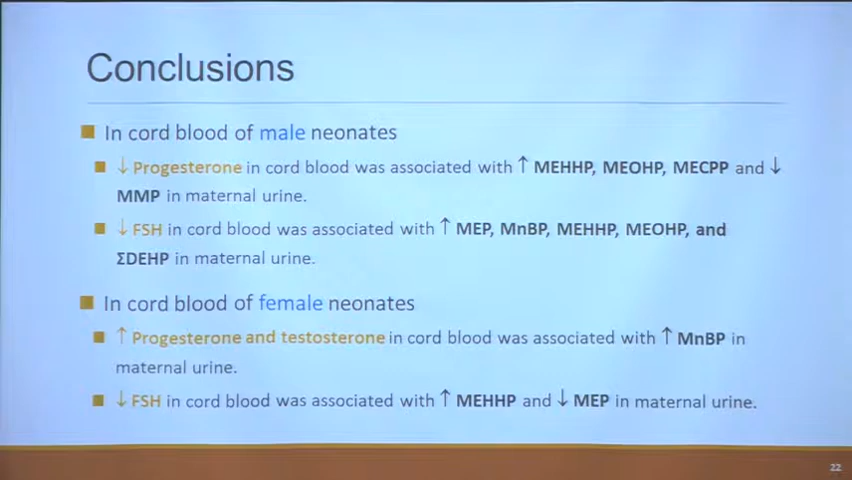 Conclusions
In cord blood of male neonates
↓ Progesterone in cord blood was associated with ↑ MEHHP, MEOHP, MECPP and ↓
MMP in maternal urine.
↓ FSH in cord blood was associated with ↑ MEP, MnBP, MEHHP, MEOHP, and
ΣDEHP in maternal urine.
In cord blood of female neonates
↑ Progesterone and testosterone in cord blood was associated with ↑ MnBP in
maternal urine.
↓ FSH in cord blood was associated with ↑ MEHHP and ↓ MEP in maternal urine.
22